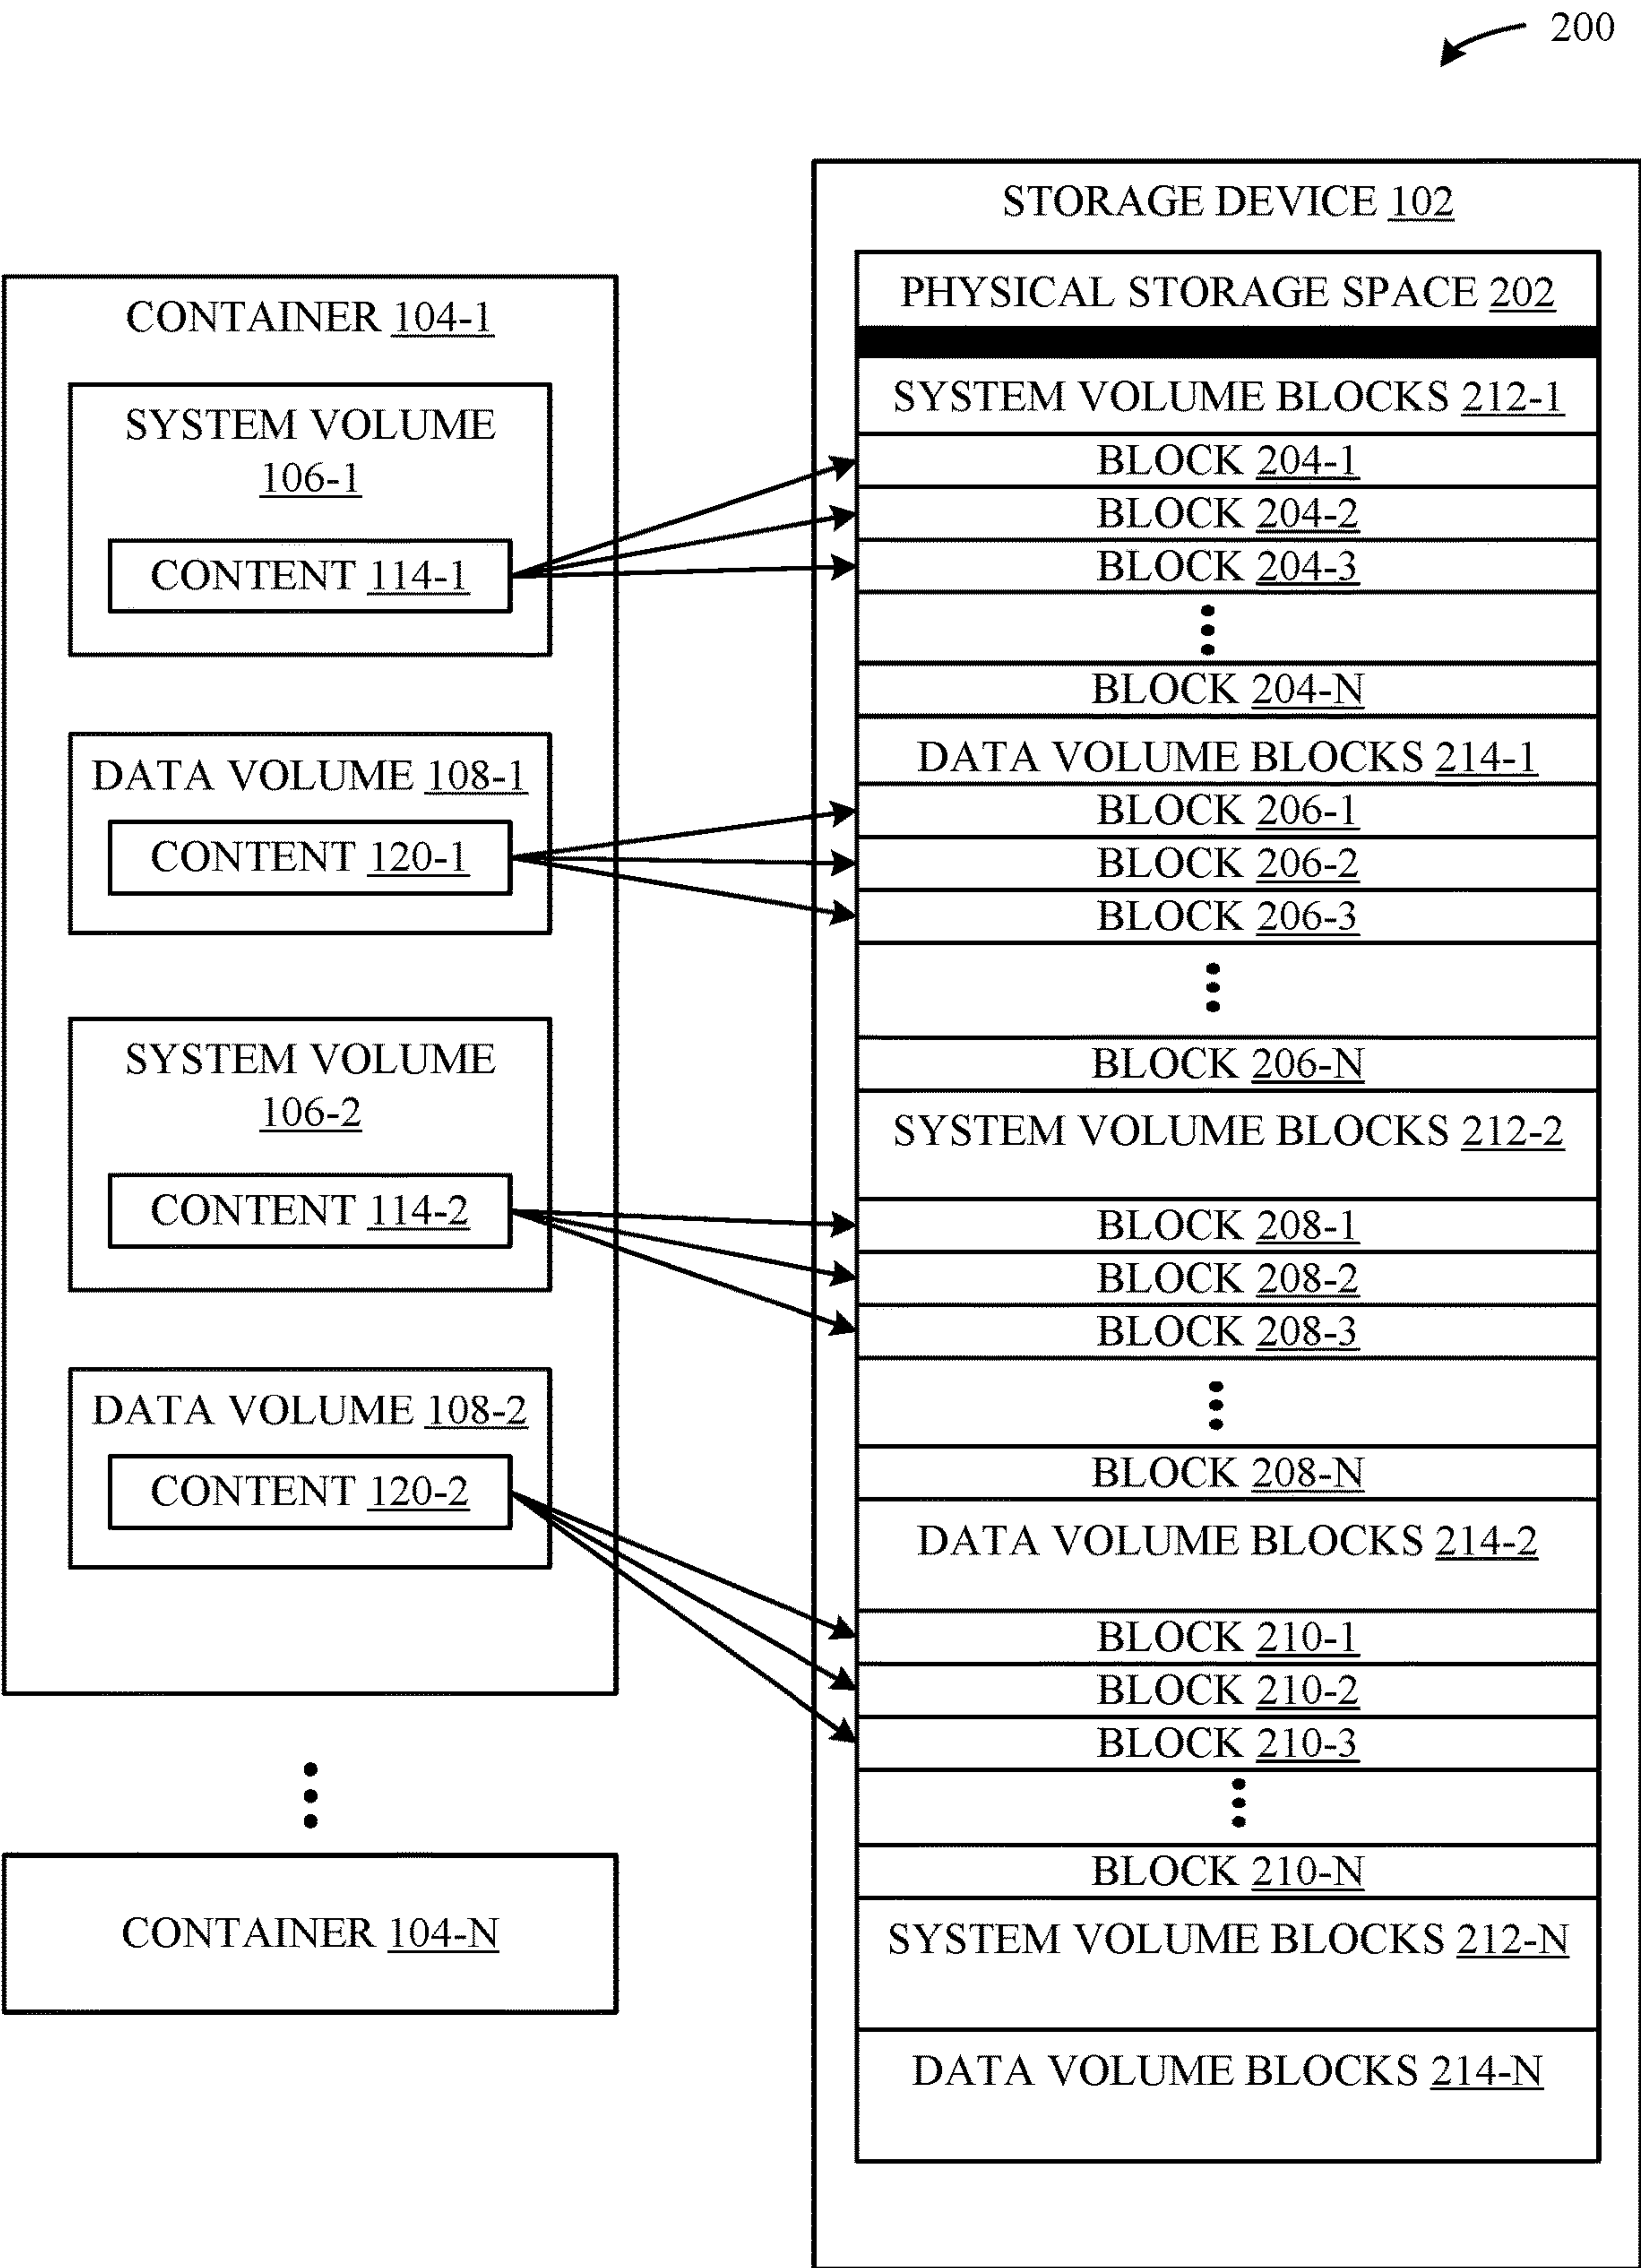 200
CONTAINER 104-1
SYSTEM VOLUME
106-1
CONTENT 114-1
DATA VOLUME 108-1
CONTENT 120-1
SYSTEM VOLUME
106-2
CONTENT 114-2
DATA VOLUME 108-2
CONTENT 120-2
CONTAINER 104-N
STORAGE DEVICE 102
PHYSICAL STORAGE SPACE 202
SYSTEM VOLUME BLOCKS 212-1
BLOCK 204-1
BLOCK 204-2
BLOCK 204-3
BLOCK 204-N
DATA VOLUME BLOCKS 214-1
BLOCK 206-1
BLOCK 206-2
BLOCK 206-3
BLOCK 206-N
SYSTEM VOLUME BLOCKS 212-2
BLOCK 208-1
BLOCK 208-2
BLOCK 208-3
BLOCK 208-N
DATA VOLUME BLOCKS 214-2
BLOCK 210-1
BLOCK 210-2
BLOCK 210-3
BLOCK 210-N
SYSTEM VOLUME BLOCKS 212-N
DATA VOLUME BLOCKS 214-N